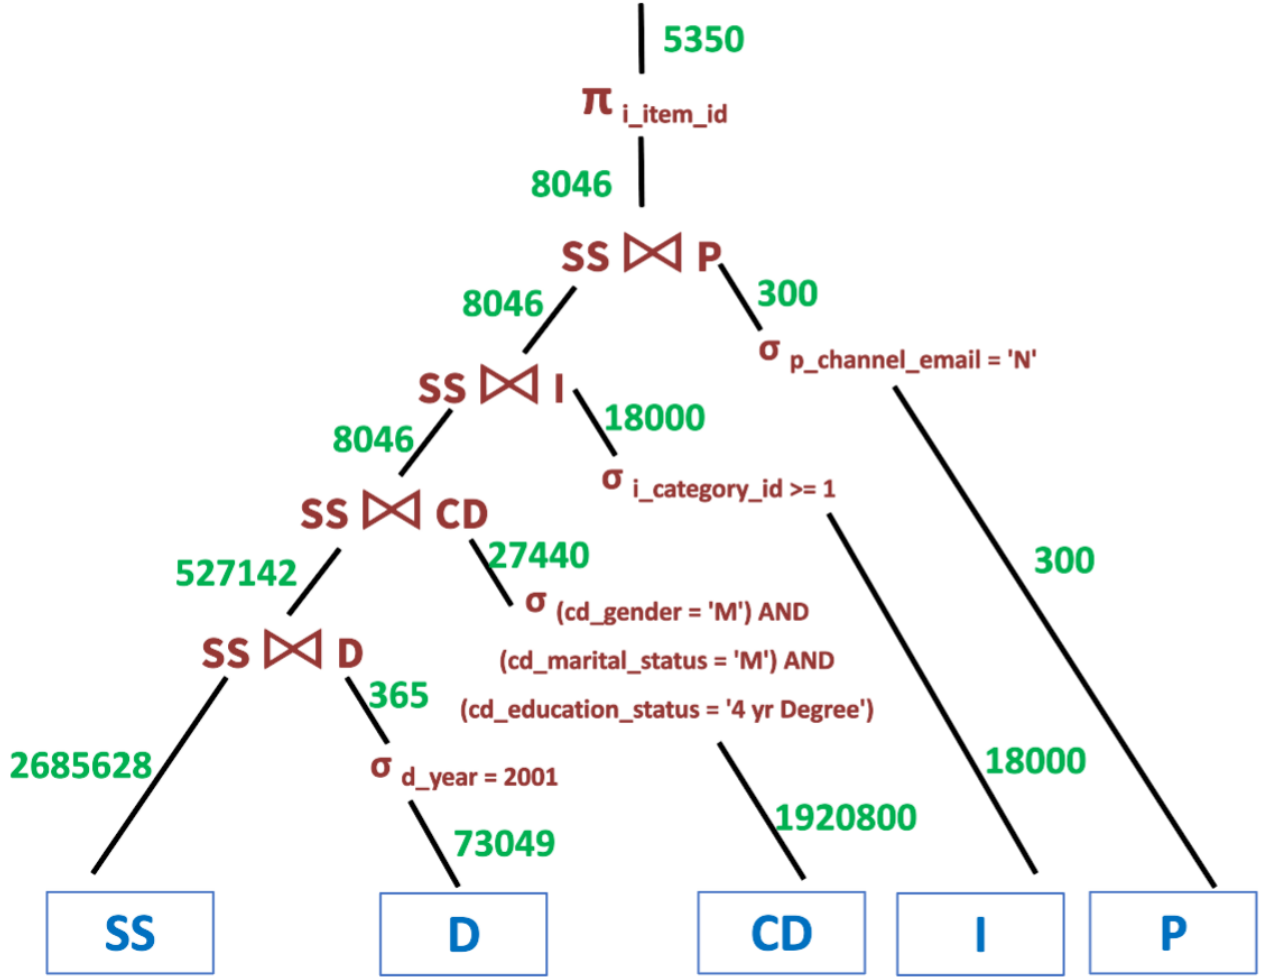 5350
π i_item_id
8046
SS ⋈ P
8046
300
σ p_channel_email = 'N'
SS ⋈ I
8046
18000
σ i_category_id >= 1
SS ⋈ CD
527142
27440
300
σ (cd_gender = 'M') AND
(cd_marital_status = 'M') AND
(cd_education_status = '4 yr Degree')
SS ⋈ D
365
2685628
σ d_year = 2001
18000
73049
1920800
SS
D
CD
I
P